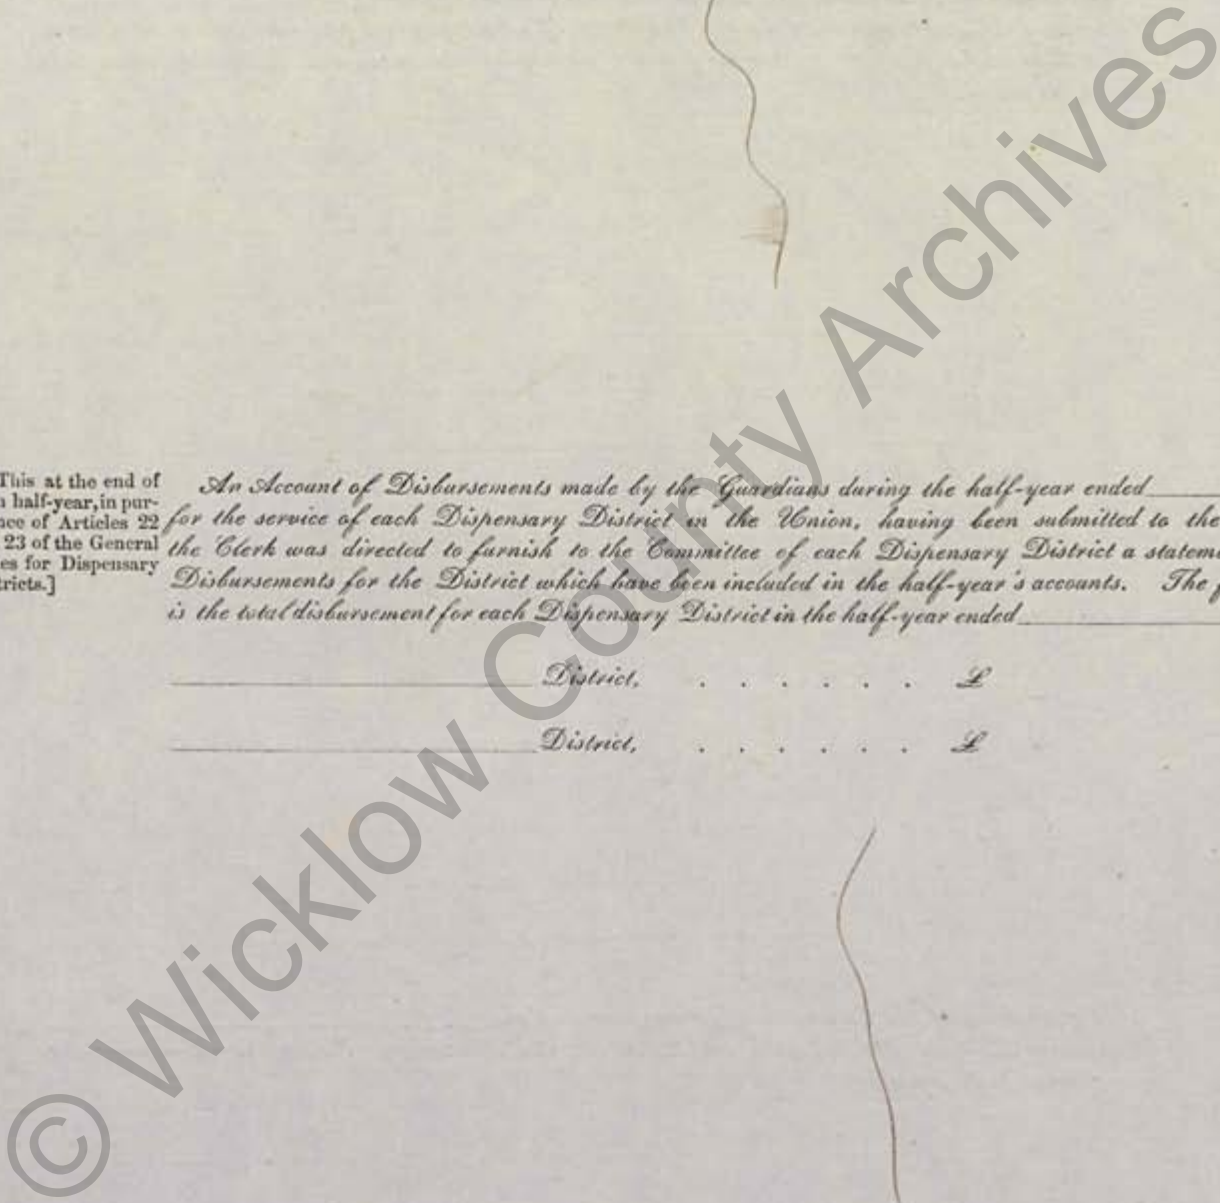 This at the end of
half-year, in pur-
of Articles 22
23 of the General
for Dispensary
An Account of Disbursements made by the Guardians during the half-year ended
for the service of each Dispensary District in the Union, having been submitted to the
the Clerk was directed to furnish to the Committee of each Dispensary District a
Disbursements for the District which have been included in the half-year's accounts. The
is the total disbursement for each Dispensary District in the half-year ended
District, . . . . . . £
District, . . . . . . £
© Wicklow County Archives